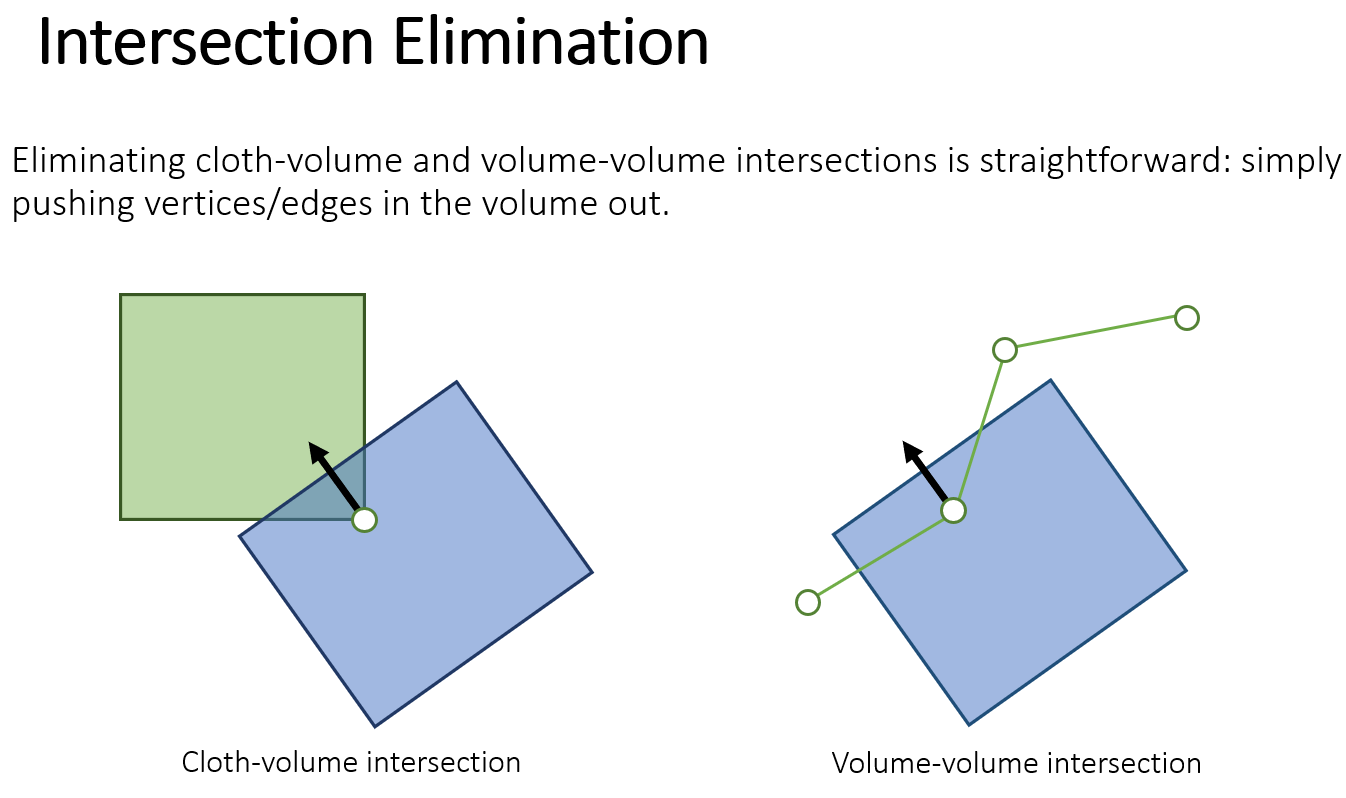 Intersection Elimination
Eliminating cloth-volume and volume-volume intersections is straightforward: simply
pushing vertices/edges in the volume out.
Cloth-volume intersection
Volume-volume intersection